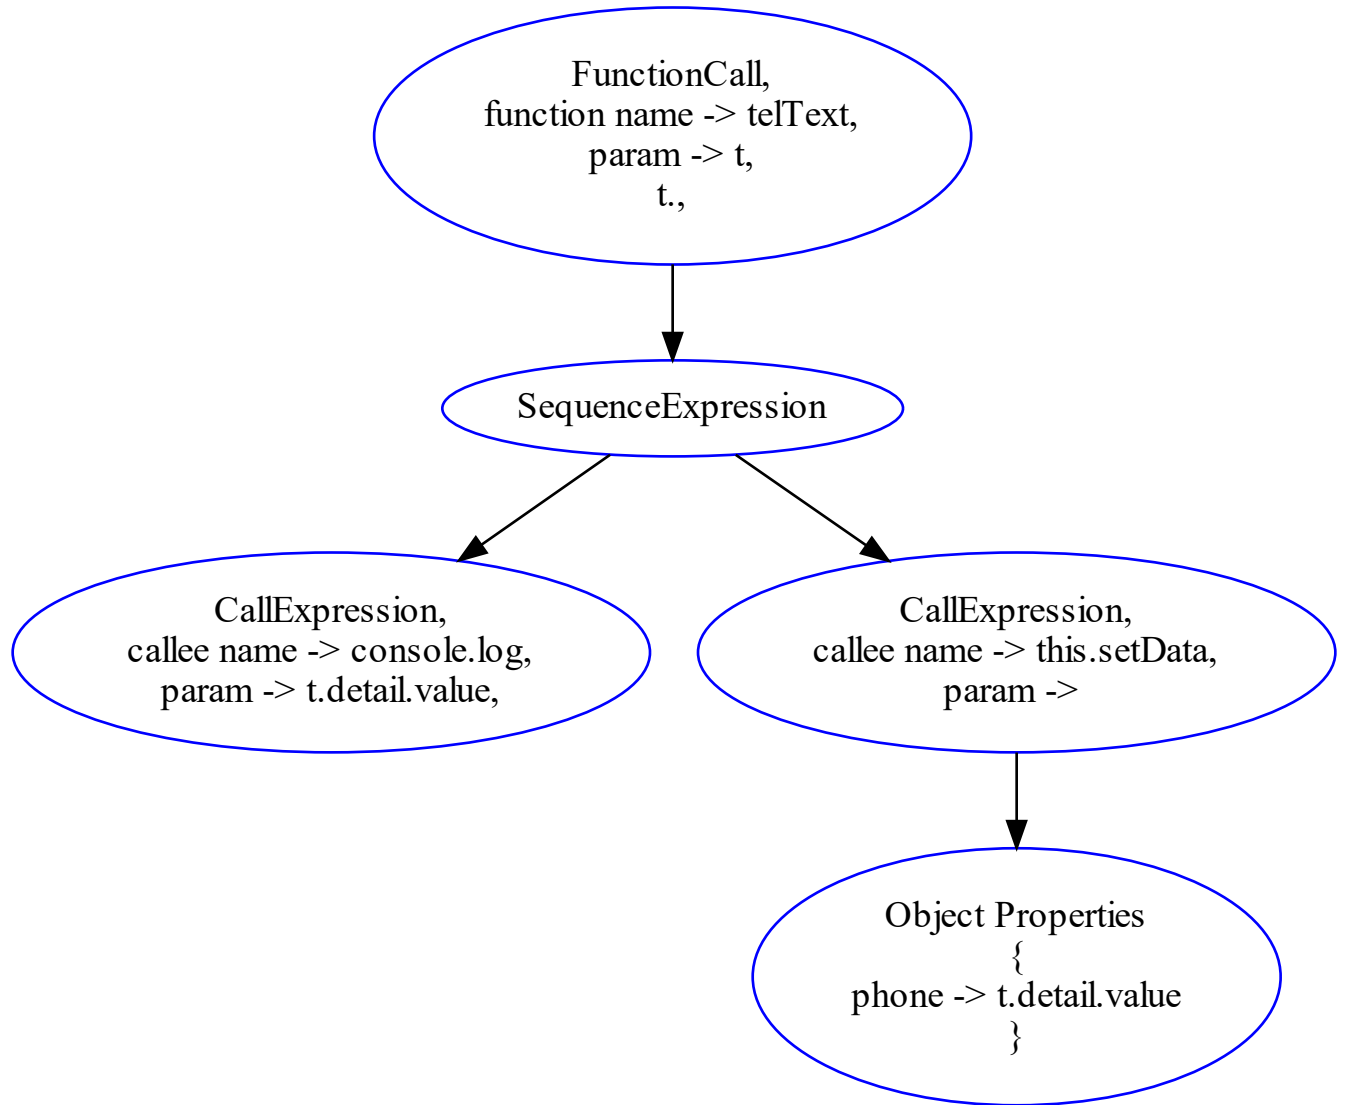 FunctionCall,
function name -> telText,
param -> t,
t.,
SequenceExpression
CallExpression,
callee name -> console.log,
param -> t.detail.value,
CallExpression,
callee name -> this.setData,
param ->
Object Properties
{
phone -> t.detail.value
}